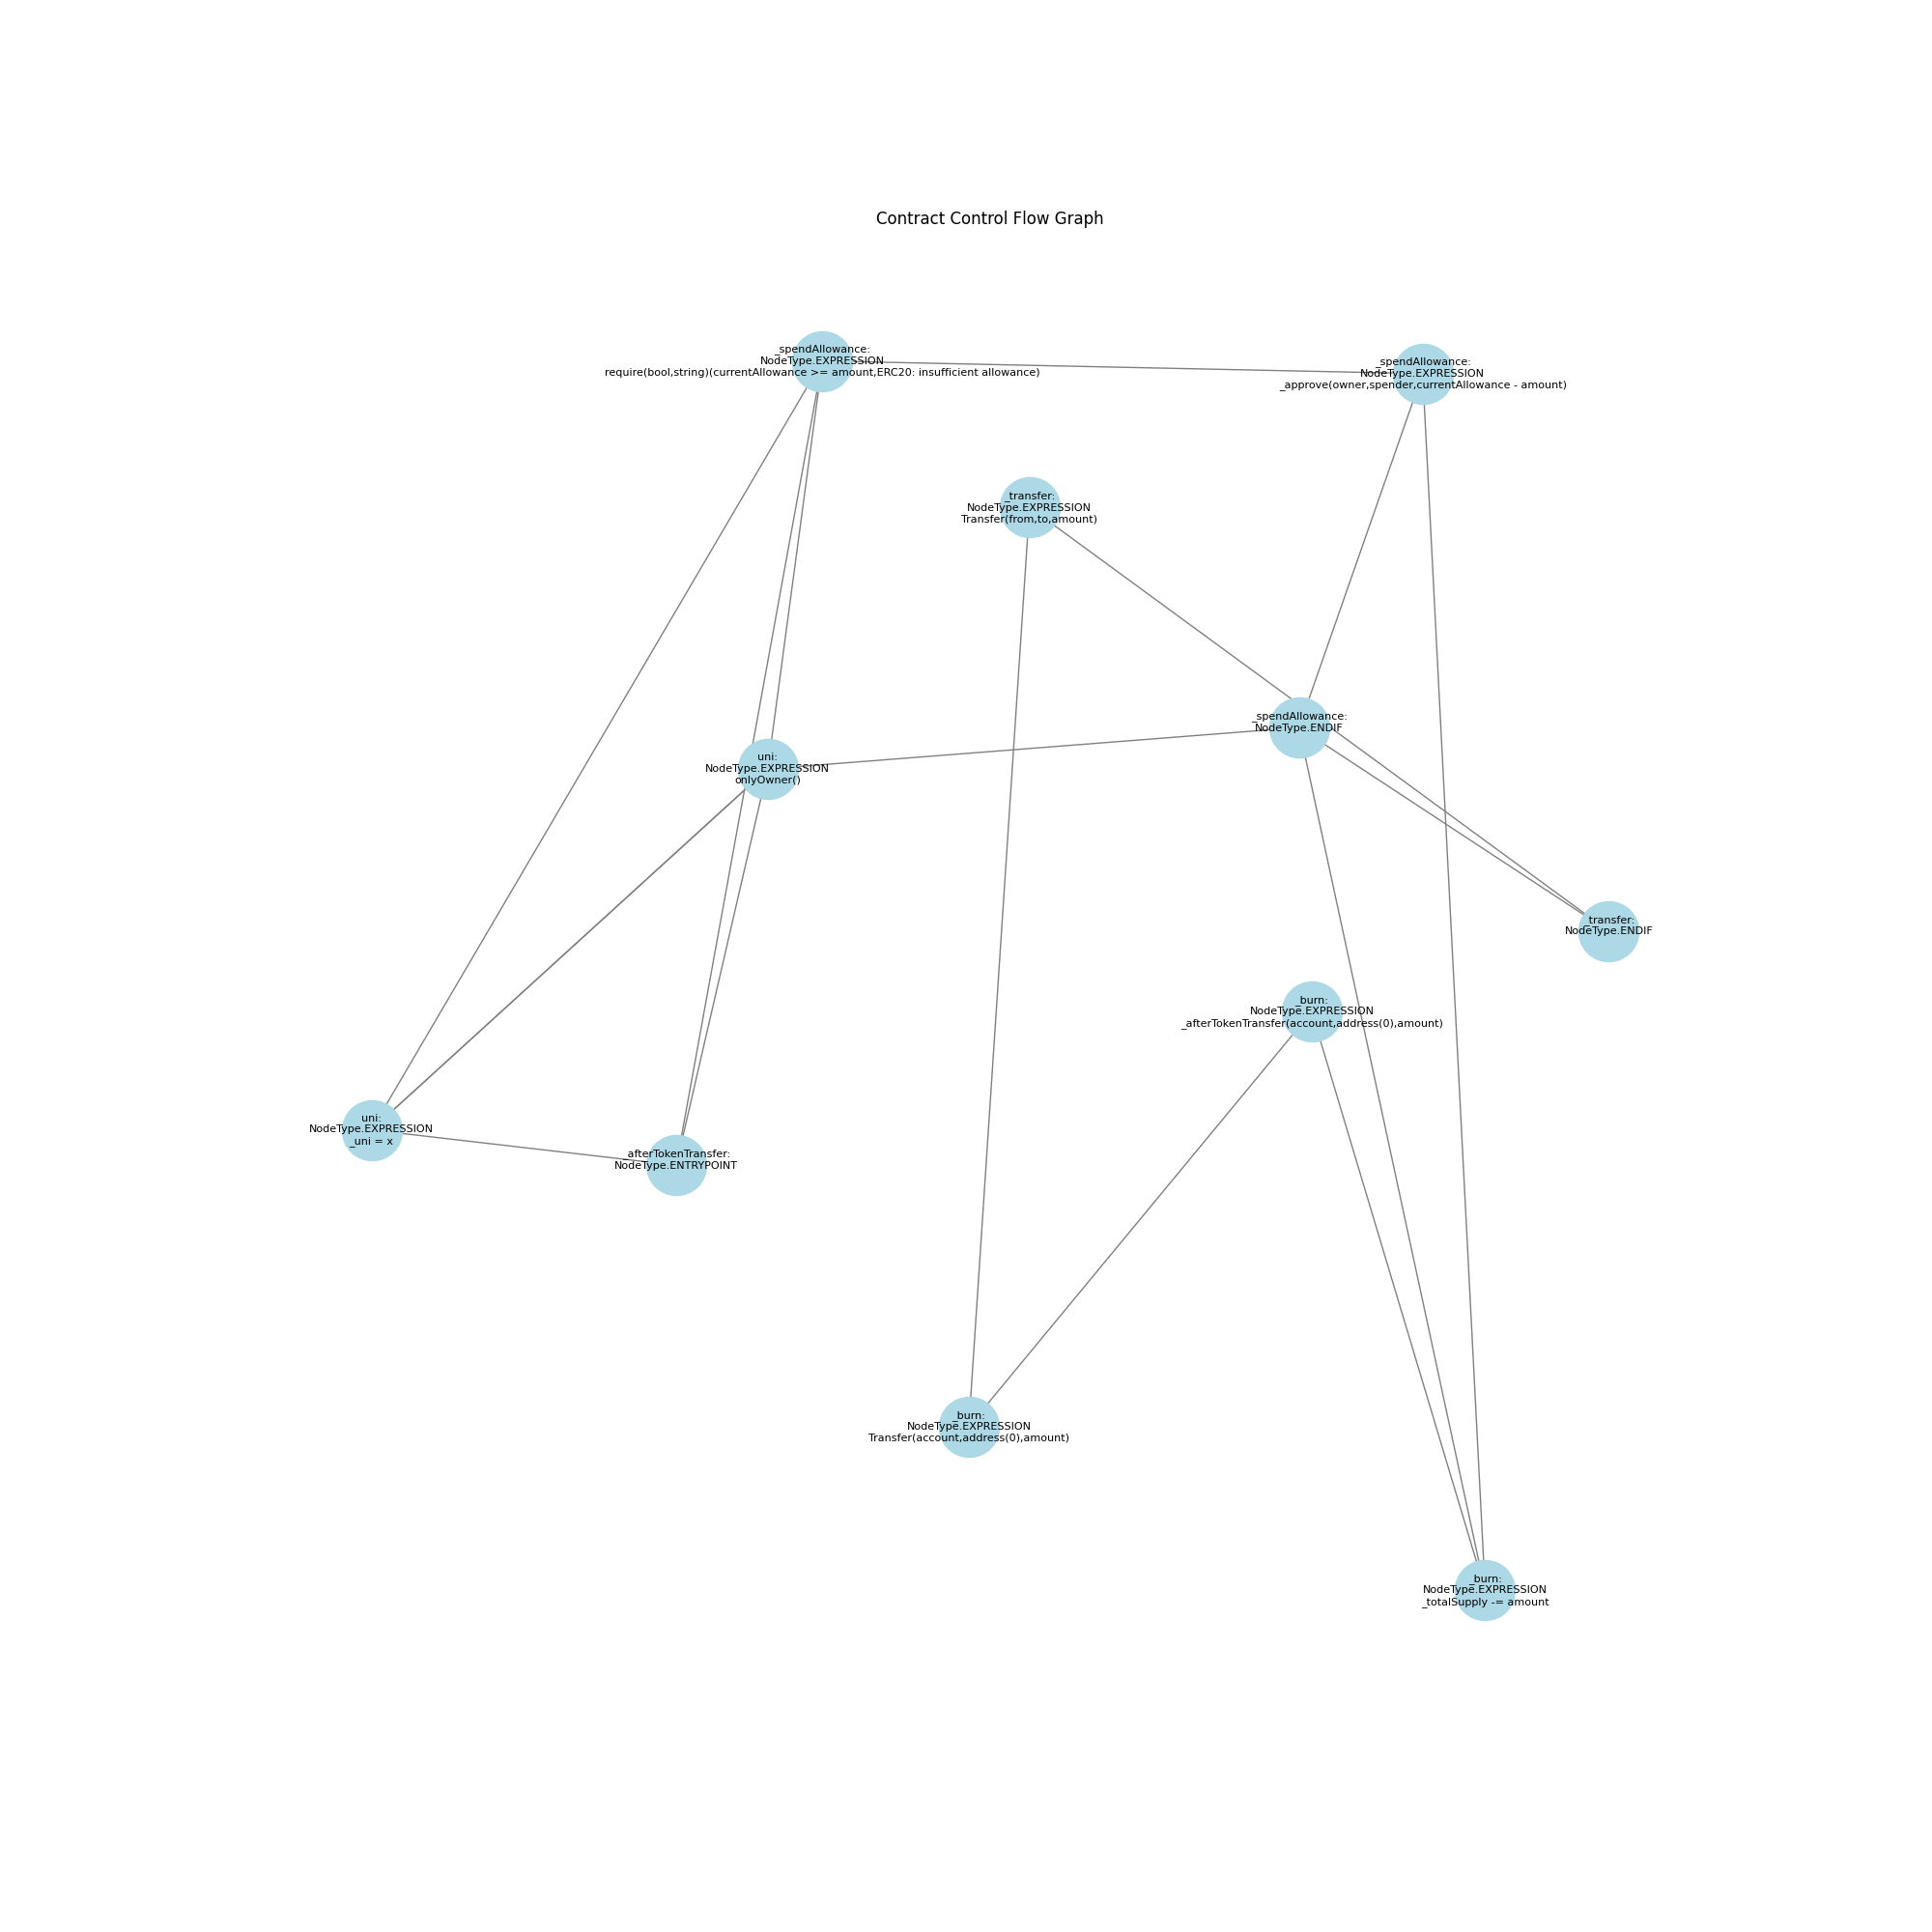 Contract Control Flow Graph
_spendAllowance:
NodeType.EXPRESSION
require(bool,string)(currentAllowance >= amount,ERC20: insufficient allowance)
_spendAllowance:
NodeType.EXPRESSION
_approve(owner,spender,currentAllowance - amount)
_transfer:
NodeType.EXPRESSION
Transfer(from,to,amount)
_spendAllowance:
NodeType.ENDIF
uni:
NodeType.EXPRESSION
onlyOwner()
_transfer:
NodeType.ENDIF
_burn:
NodeType.EXPRESSION
_afterTokenTransfer(account,address(0),amount)
uni:
NodeType.EXPRESSION
_uni = x
_afterTokenTransfer:
NodeType.ENTRYPOINT
_burn:
NodeType.EXPRESSION
Transfer(account,address(0),amount)
_burn:
NodeType.EXPRESSION
_totalSupply -= amount